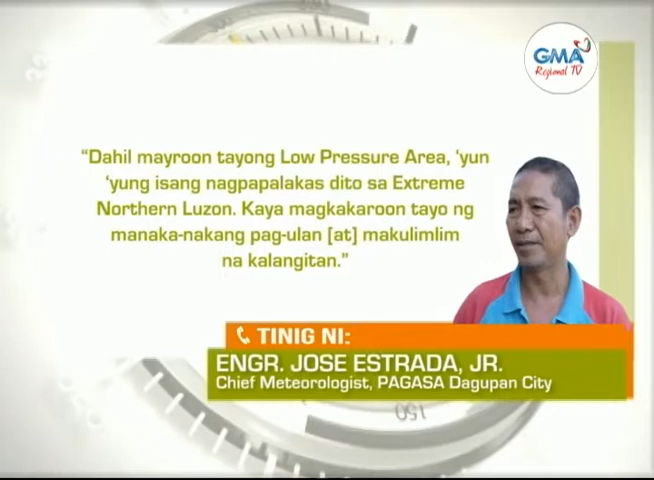 GMA
Regional TV
“Dahil mayroon tayong Low Pressure Area, ‘yun
‘yung isang nagpapalakas dito sa Extreme
Northern Luzon. Kaya magkakaroon tayo ng
manaka-nakang pag-ulan [at] makulimlim
na kalangitan.”
TINIG NI:
ENGR. JOSE ESTRADA, JR.
Chief Meteorologist, PAGASA Dagupan City
150